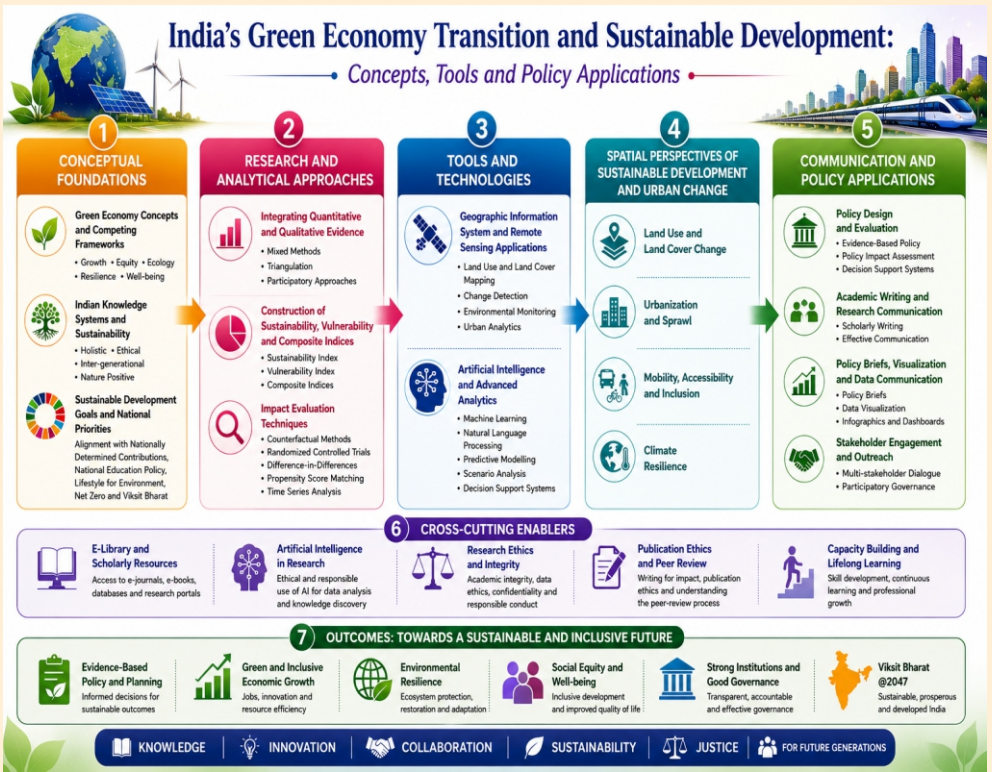 India's Green Economy Transition and Sustainable Development:
Concepts, Tools and Policy Applications
1
CONCEPTUAL
FOUNDATIONS
Green Economy Concepts
and Competing
Frameworks
• Growth • Equity • Ecology
• Resilience • Well-being
Indian Knowledge
Systems and
Sustainability
• Holistic • Ethical
• Inter-generational
• Nature Positive
Sustainable Development
Goals and National
Priorities
Alignment with Nationally
Determined Contributions,
National Education Policy,
Lifestyle for Environment,
Net Zero and Viksit Bharat
2
RESEARCH AND
ANALYTICAL APPROACHES
Integrating Quantitative
and Qualitative Evidence
• Mixed Methods
• Triangulation
• Participatory Approaches
Construction of
Sustainability, Vulnerability
and Composite Indices
• Sustainability Index
• Vulnerability Index
• Composite Indices
Impact Evaluation
Techniques
• Counterfactual Methods
• Randomized Controlled Trials
• Difference-in-Differences
• Propensity Score Matching
• Time Series Analysis
3
TOOLS AND
TECHNOLOGIES
Geographic Information
System and Remote
Sensing Applications
• Land Use and Land Cover
Mapping
• Change Detection
• Environmental Monitoring
• Urban Analytics
Artificial Intelligence
and Advanced
Analytics
• Machine Learning
• Natural Language
Processing
• Predictive Modelling
• Scenario Analysis
• Decision Support Systems
4
SPATIAL PERSPECTIVES OF
SUSTAINABLE DEVELOPMENT
AND URBAN CHANGE
Land Use and
Land Cover Change
Urbanization
and Sprawl
Mobility, Accessibility
and Inclusion
Climate
Resilience
5
COMMUNICATION AND
POLICY APPLICATIONS
Policy Design
and Evaluation
• Evidence-Based Policy
• Policy Impact Assessment
• Decision Support Systems
Academic Writing and
Research Communication
• Scholarly Writing
• Effective Communication
Policy Briefs, Visualization
and Data Communication
• Policy Briefs
• Data Visualization
• Infographics and Dashboards
Stakeholder Engagement
and Outreach
• Multi-stakeholder Dialogue
• Participatory Governance
6 CROSS-CUTTING ENABLERS
E-Library and
Scholarly Resources
Access to e-journals, e-books,
databases and research portals
Artificial Intelligence
in Research
Ethical and responsible
use of AI for data analysis
and knowledge discovery
Research Ethics
and Integrity
Academic integrity, data
ethics, confidentiality and
responsible conduct
Publication Ethics
and Peer Review
Writing for impact, publication
ethics and understanding
the peer-review process
Capacity Building and
Lifelong Learning
Skill development, continuous
learning and professional
growth
7 OUTCOMES: TOWARDS A SUSTAINABLE AND INCLUSIVE FUTURE
Evidence-Based
Policy and Planning
Informed decisions for
sustainable outcomes
Green and Inclusive
Economic Growth
Jobs, innovation and
resource efficiency
Environmental
Resilience
Ecosystem protection,
restoration and adaptation
Social Equity and
Well-being
Inclusive development
and improved quality of life
Strong Institutions and
Good Governance
Transparent, accountable
and effective governance
Viksit Bharat
@2047
Sustainable, prosperous
and developed India
KNOWLEDGE
INNOVATION
COLLABORATION
SUSTAINABILITY
JUSTICE
FOR FUTURE GENERATIONS